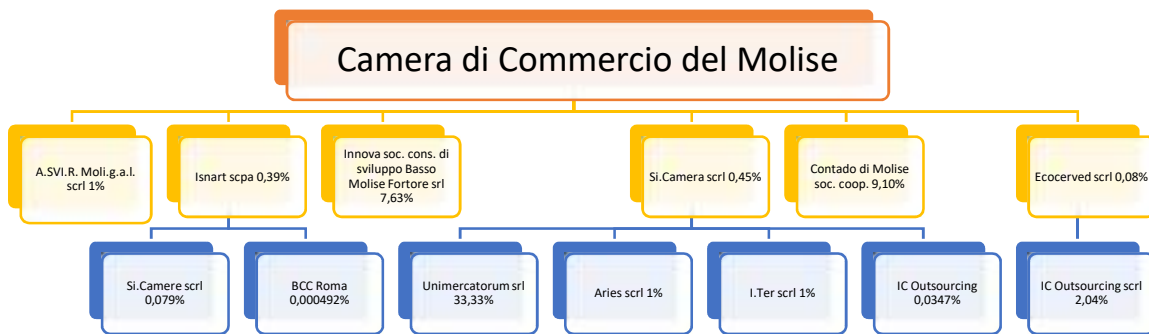 Camera di Commercio del Molise
A.SVI.R. Moli.g.a.l.
scrl 1%
Isnart scpa 0,39%
Innova soc. cons. di
sviluppo Basso
Molise Fortore srl
7,63%
Si.Camera scrl 0,45%
Contado di Molise
soc. coop. 9,10%
Ecocerved scrl 0,08%
Si.Camere scrl
0,079%
BCC Roma
0,000492%
Unimercatorum srl
33,33%
Aries scrl 1%
I.Ter scrl 1%
IC Outsourcing
0,0347%
IC Outsourcing scrl
2,04%